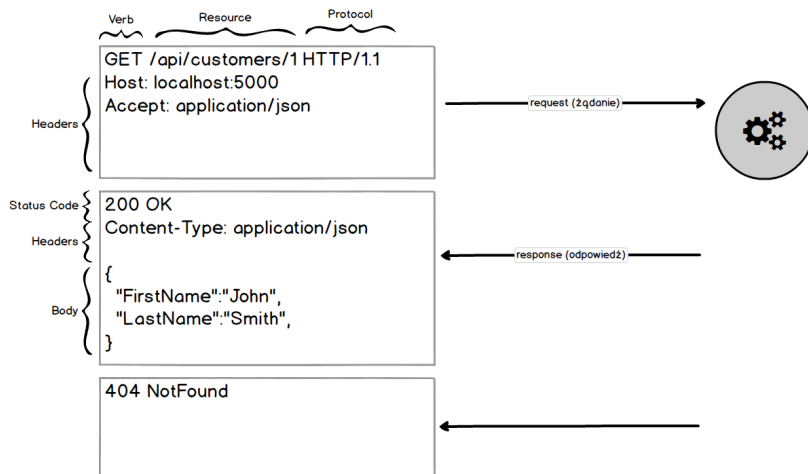 Verb
Resource
Protocol
GET /api/customers/1 HTTP/1.1
Host: localhost:5000
Accept: application/json
Headers
request (żądanie)
Status Code
200 OK
Headers
Content-Type: application/json
response (odpowiedź)
Body
{
"FirstName":"John",
"LastName":"Smith",
}
404 NotFound